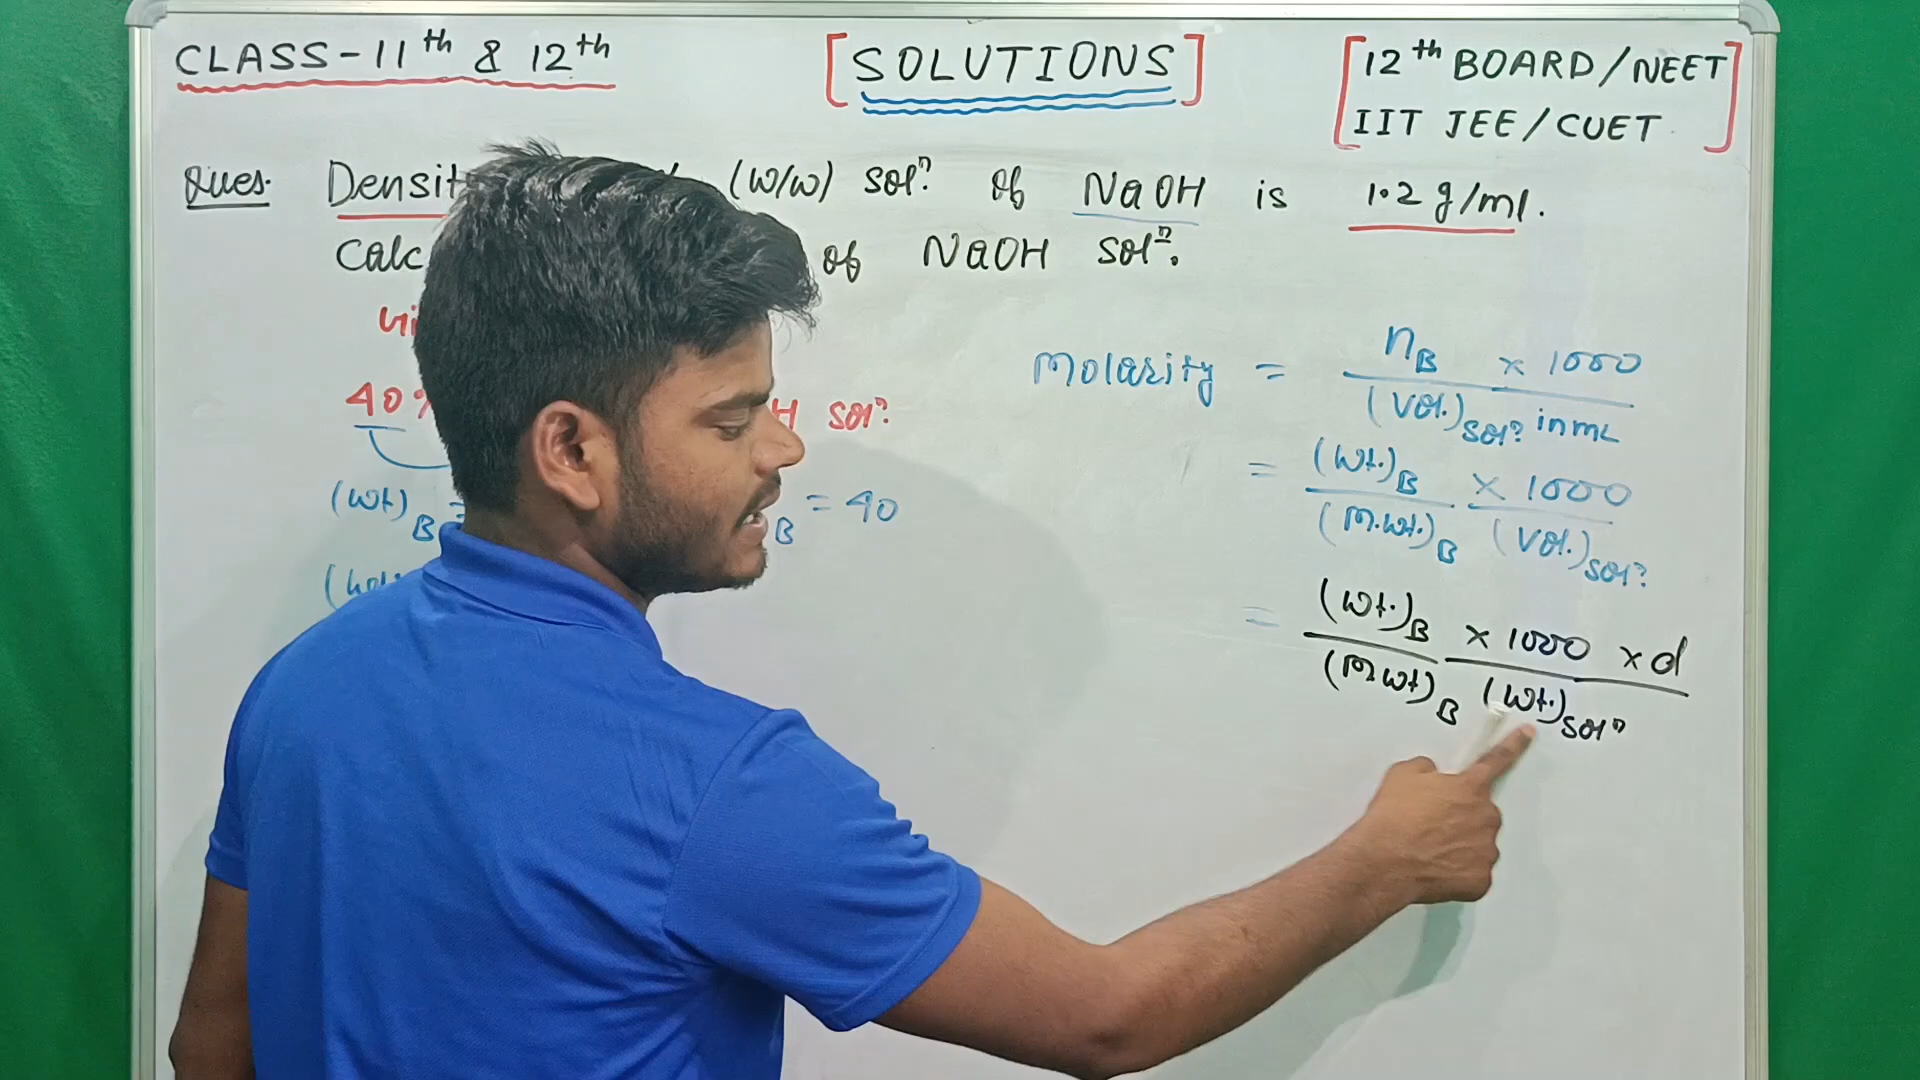 CLASS-11th & 12th
[SOLUTIONS]
[12th BOARD/NEET
IIT JEE/CUET]
Ques. Densit (w/w) solⁿ. of NaOH is 1.2 g/ml.
Calc of NaOH solⁿ.
40% H solⁿ.
(wt)B = B = 40
Molarity = nB × 1000
(Vol.)solⁿ. in mL
= (Wt.)B × 1000
(M.wt.)B (Vol.)solⁿ.
= (Wt.)B × 1000 × d
(M.wt)B (Wt.)solⁿ